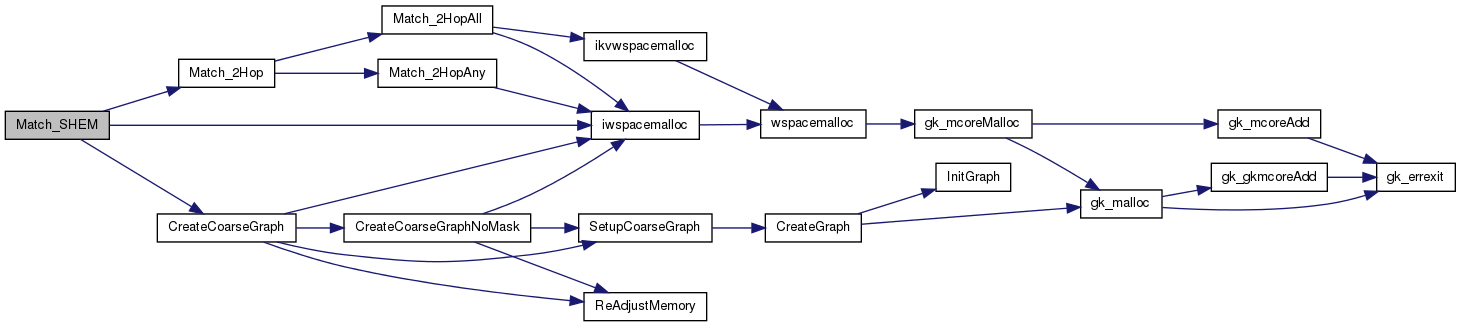 Match_SHEM
Match_2Hop
CreateCoarseGraph
Match_2HopAll
Match_2HopAny
CreateCoarseGraphNoMask
ikvwspacemalloc
iwspacemalloc
SetupCoarseGraph
ReAdjustMemory
wspacemalloc
CreateGraph
gk_mcoreMalloc
InitGraph
gk_malloc
gk_mcoreAdd
gk_gkmcoreAdd
gk_errexit